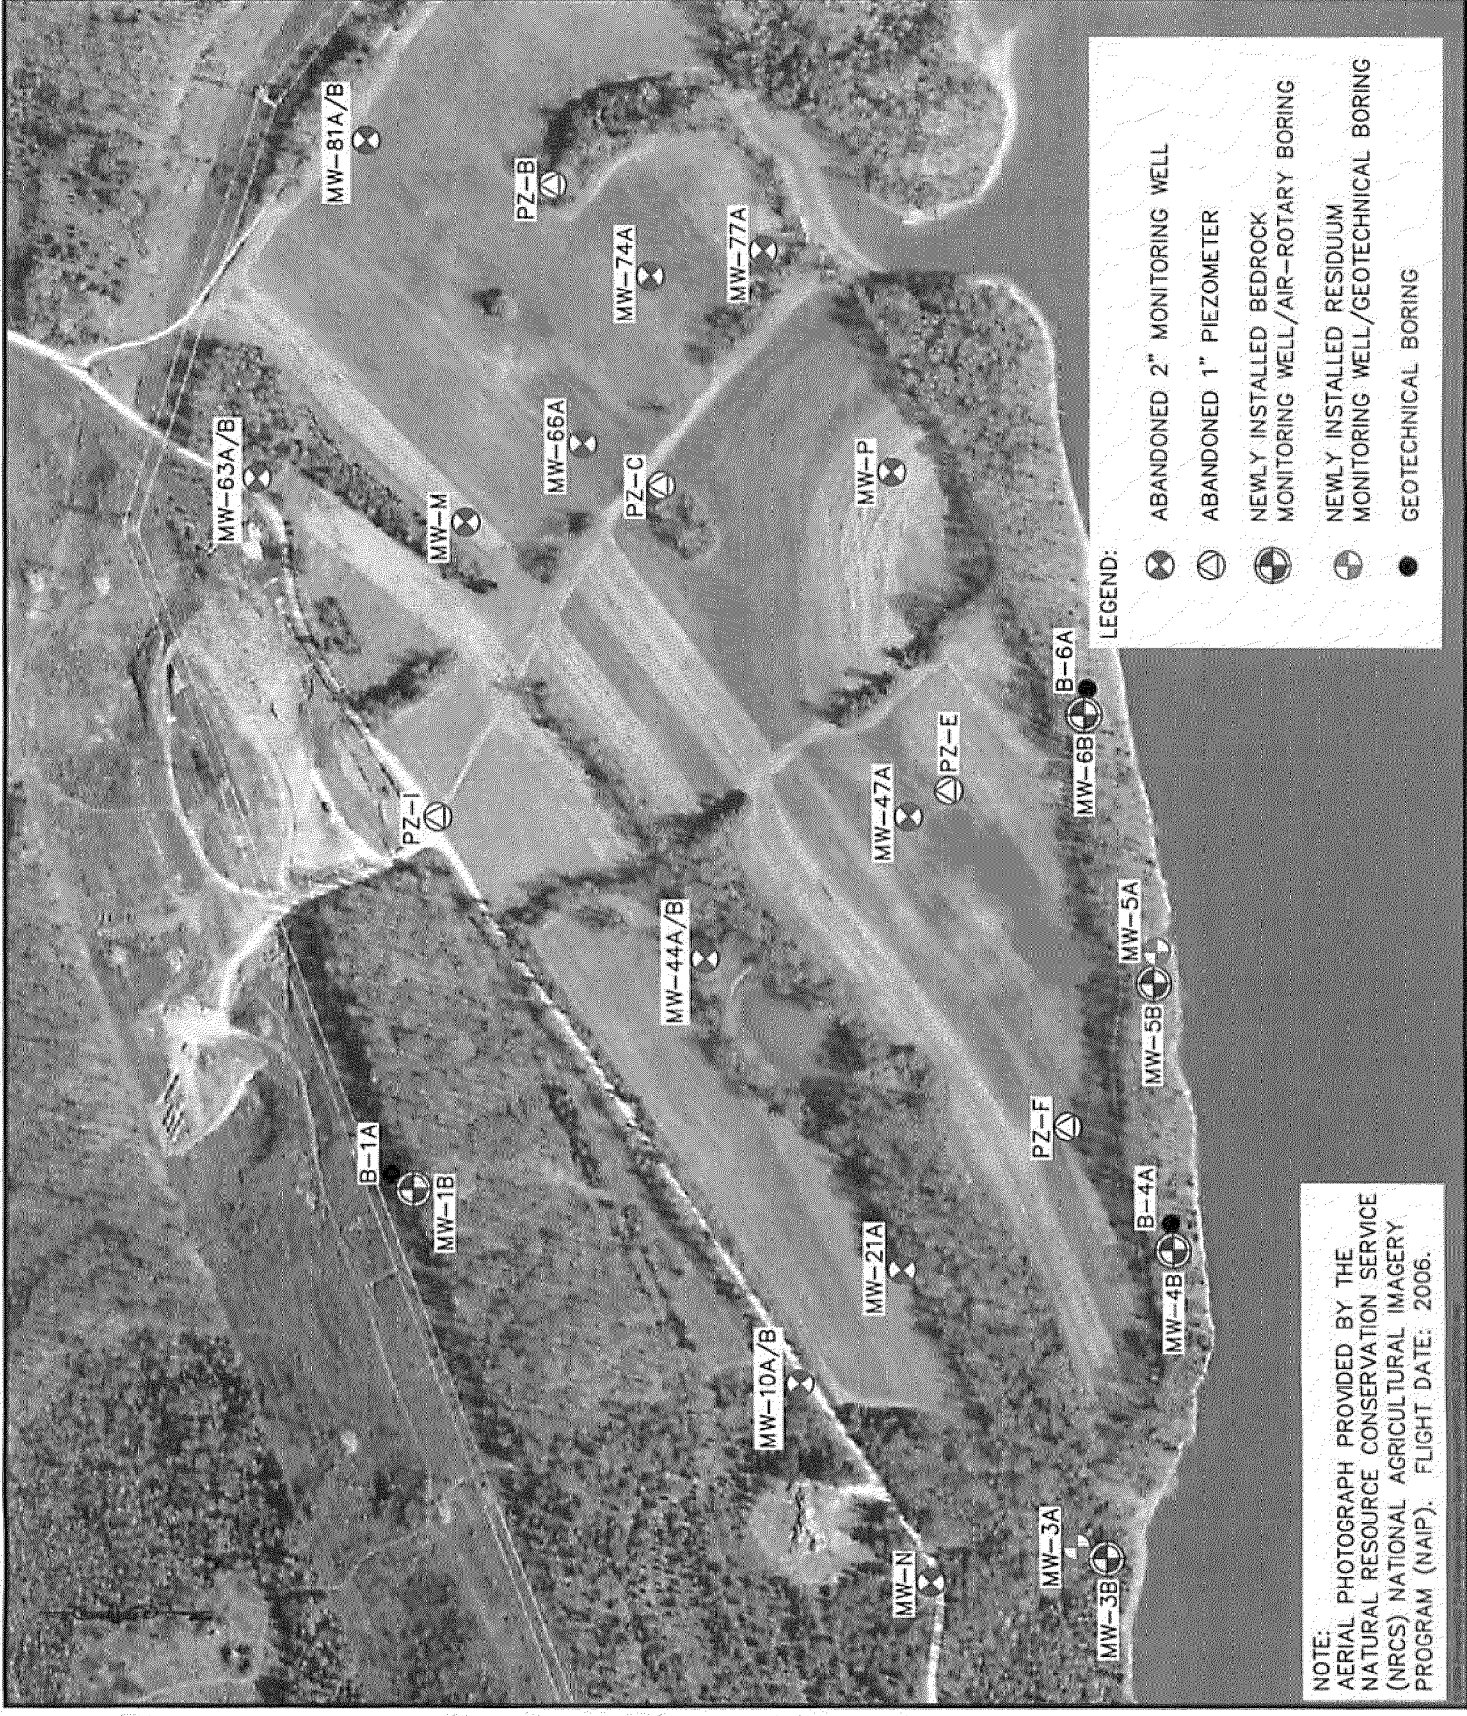 MW-81A/B
PZ-B
MW-74A
MW-77A
MW-63A/B
MW-M
MW-66A
PZ-C
MW-P
PZ-I
MW-47A
PZ-E
B-6A
MW-6B
MW-44A/B
MW-5A
MW-5B
B-1A
MW-1B
PZ-F
B-4A
MW-4B
MW-21A
MW-10A/B
MW-N
MW-3A
MW-3B
LEGEND:
ABANDONED 2" MONITORING WELL
ABANDONED 1" PIEZOMETER
NEWLY INSTALLED BEDROCK
MONITORING WELL/AIR-ROTARY BORING
NEWLY INSTALLED RESIDUUM
MONITORING WELL/GEOTECHNICAL BORING
GEOTECHNICAL BORING
NOTE:
AERIAL PHOTOGRAPH PROVIDED BY THE
NATURAL RESOURCE CONSERVATION SERVICE
(NRCS) NATIONAL AGRICULTURAL IMAGERY
PROGRAM (NAIP). FLIGHT DATE: 2006.